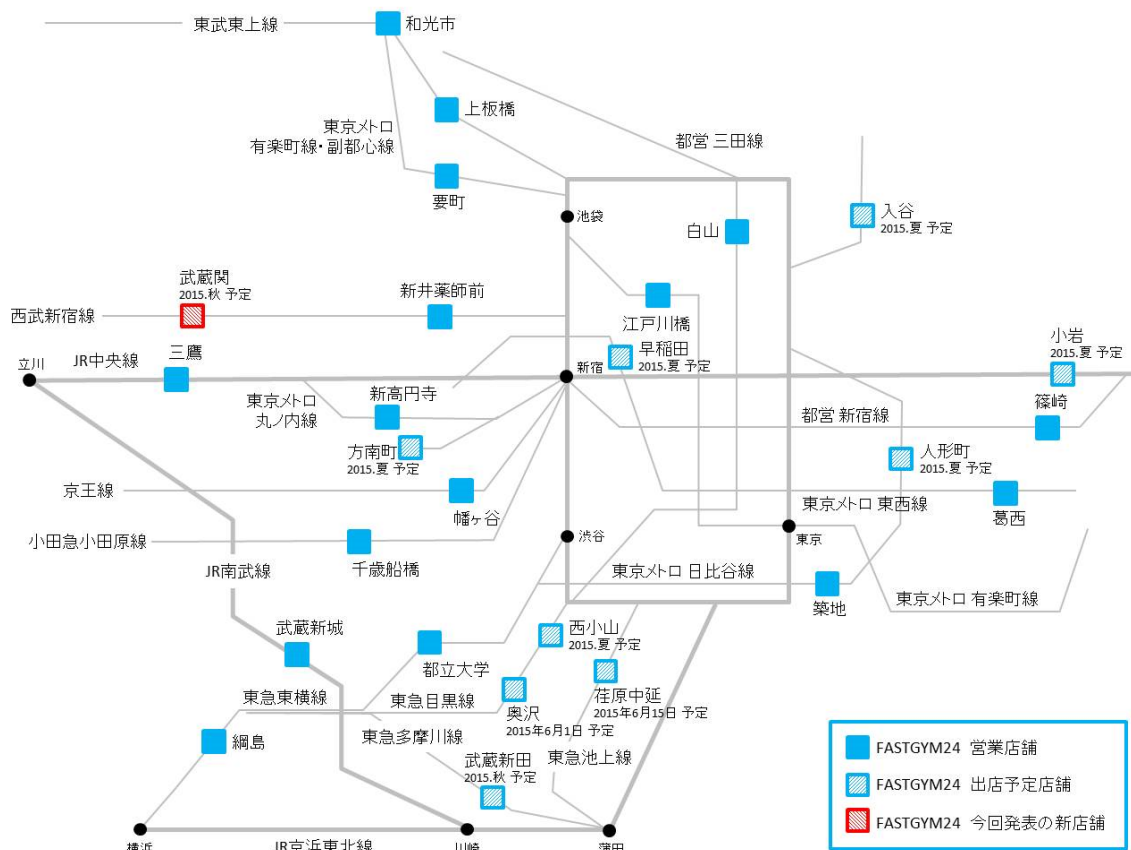 東武東上線
和光市
上板橋
東京メトロ
有楽町線・副都心線
都営 三田線
要町
池袋
白山
入谷
2015.夏 予定
武蔵関
2015.秋 予定
新井薬師前
西武新宿線
江戸川橋
早稲田
2015.夏 予定
小岩
2015.夏 予定
立川
JR中央線
三鷹
新宿
新高円寺
東京メトロ
丸ノ内線
都営 新宿線
篠崎
方南町
2015.夏 予定
人形町
2015.夏 予定
京王線
幡ヶ谷
東京メトロ 東西線
葛西
小田急小田原線
千歳船橋
渋谷
東京
JR南武線
東京メトロ 日比谷線
築地
東京メトロ 有楽町線
武蔵新城
都立大学
西小山
2015.夏 予定
東急東横線
東急目黒線
奥沢
2015年6月1日 予定
荏原中延
2015年6月15日 予定
綱島
東急多摩川線
武蔵新田
2015.秋 予定
東急池上線
横浜
JR京浜東北線
川崎
蒲田
FASTGYM24 営業店舗
FASTGYM24 出店予定店舗
FASTGYM24 今回発表の新店舗